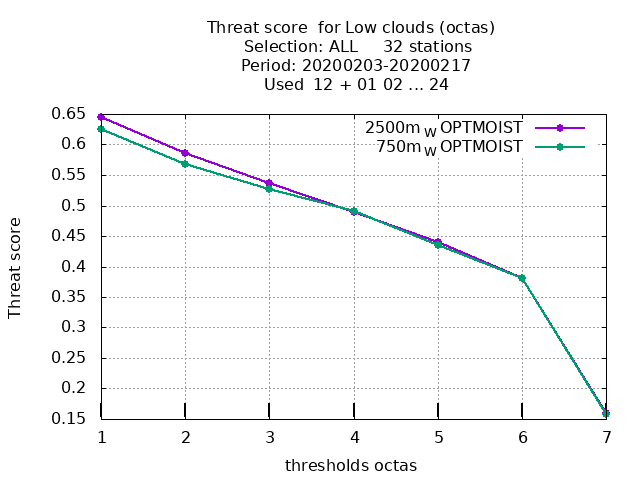 Threat score  for Low clouds (octas)
Selection: ALL     32 stations
Period: 20200203-20200217
Used  12 + 01 02 ... 24
2500m W OPTMOIST
750m W OPTMOIST
Threat score
0.65
0.6
0.55
0.5
0.45
0.4
0.35
0.3
0.25
0.2
0.15
1 2 3 4 5 6 7
thresholds octas